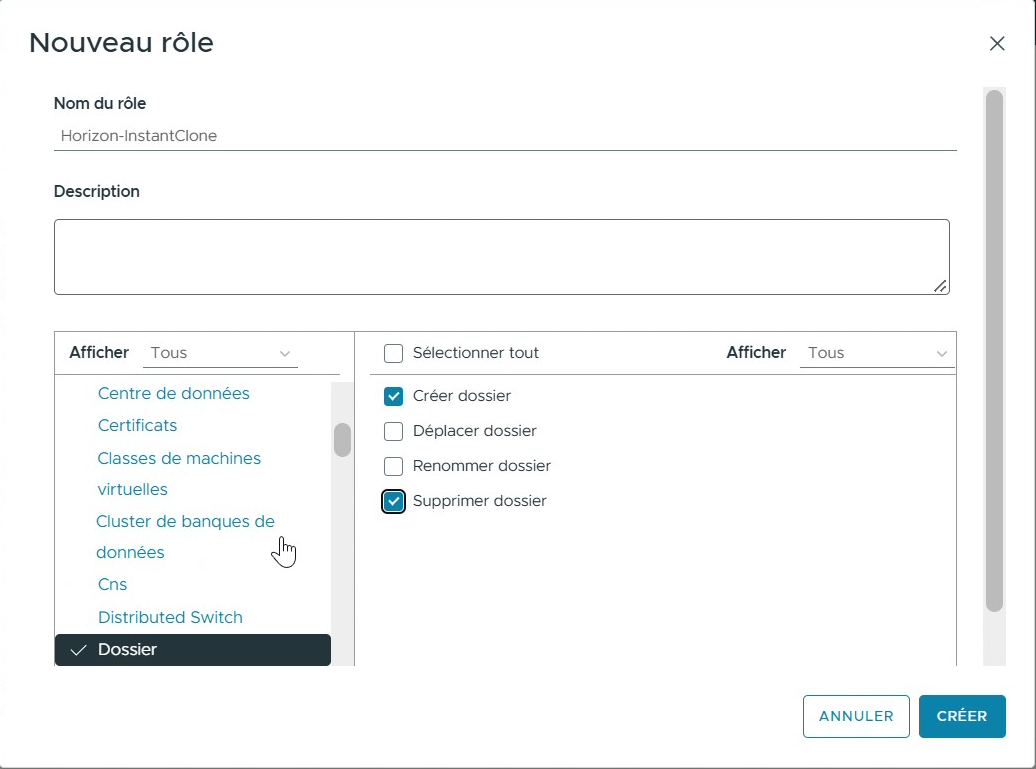 Nouveau rôle
Nom du rôle
Horizon-InstantClone
Description
Afficher Tous
Sélectionner tout
Afficher Tous
Centre de données
Certificats
Classes de machines
virtuelles
Cluster de banques de
données
Cns
Distributed Switch
Dossier
Créer dossier
Déplacer dossier
Renommer dossier
Supprimer dossier
ANNULER
CRÉER